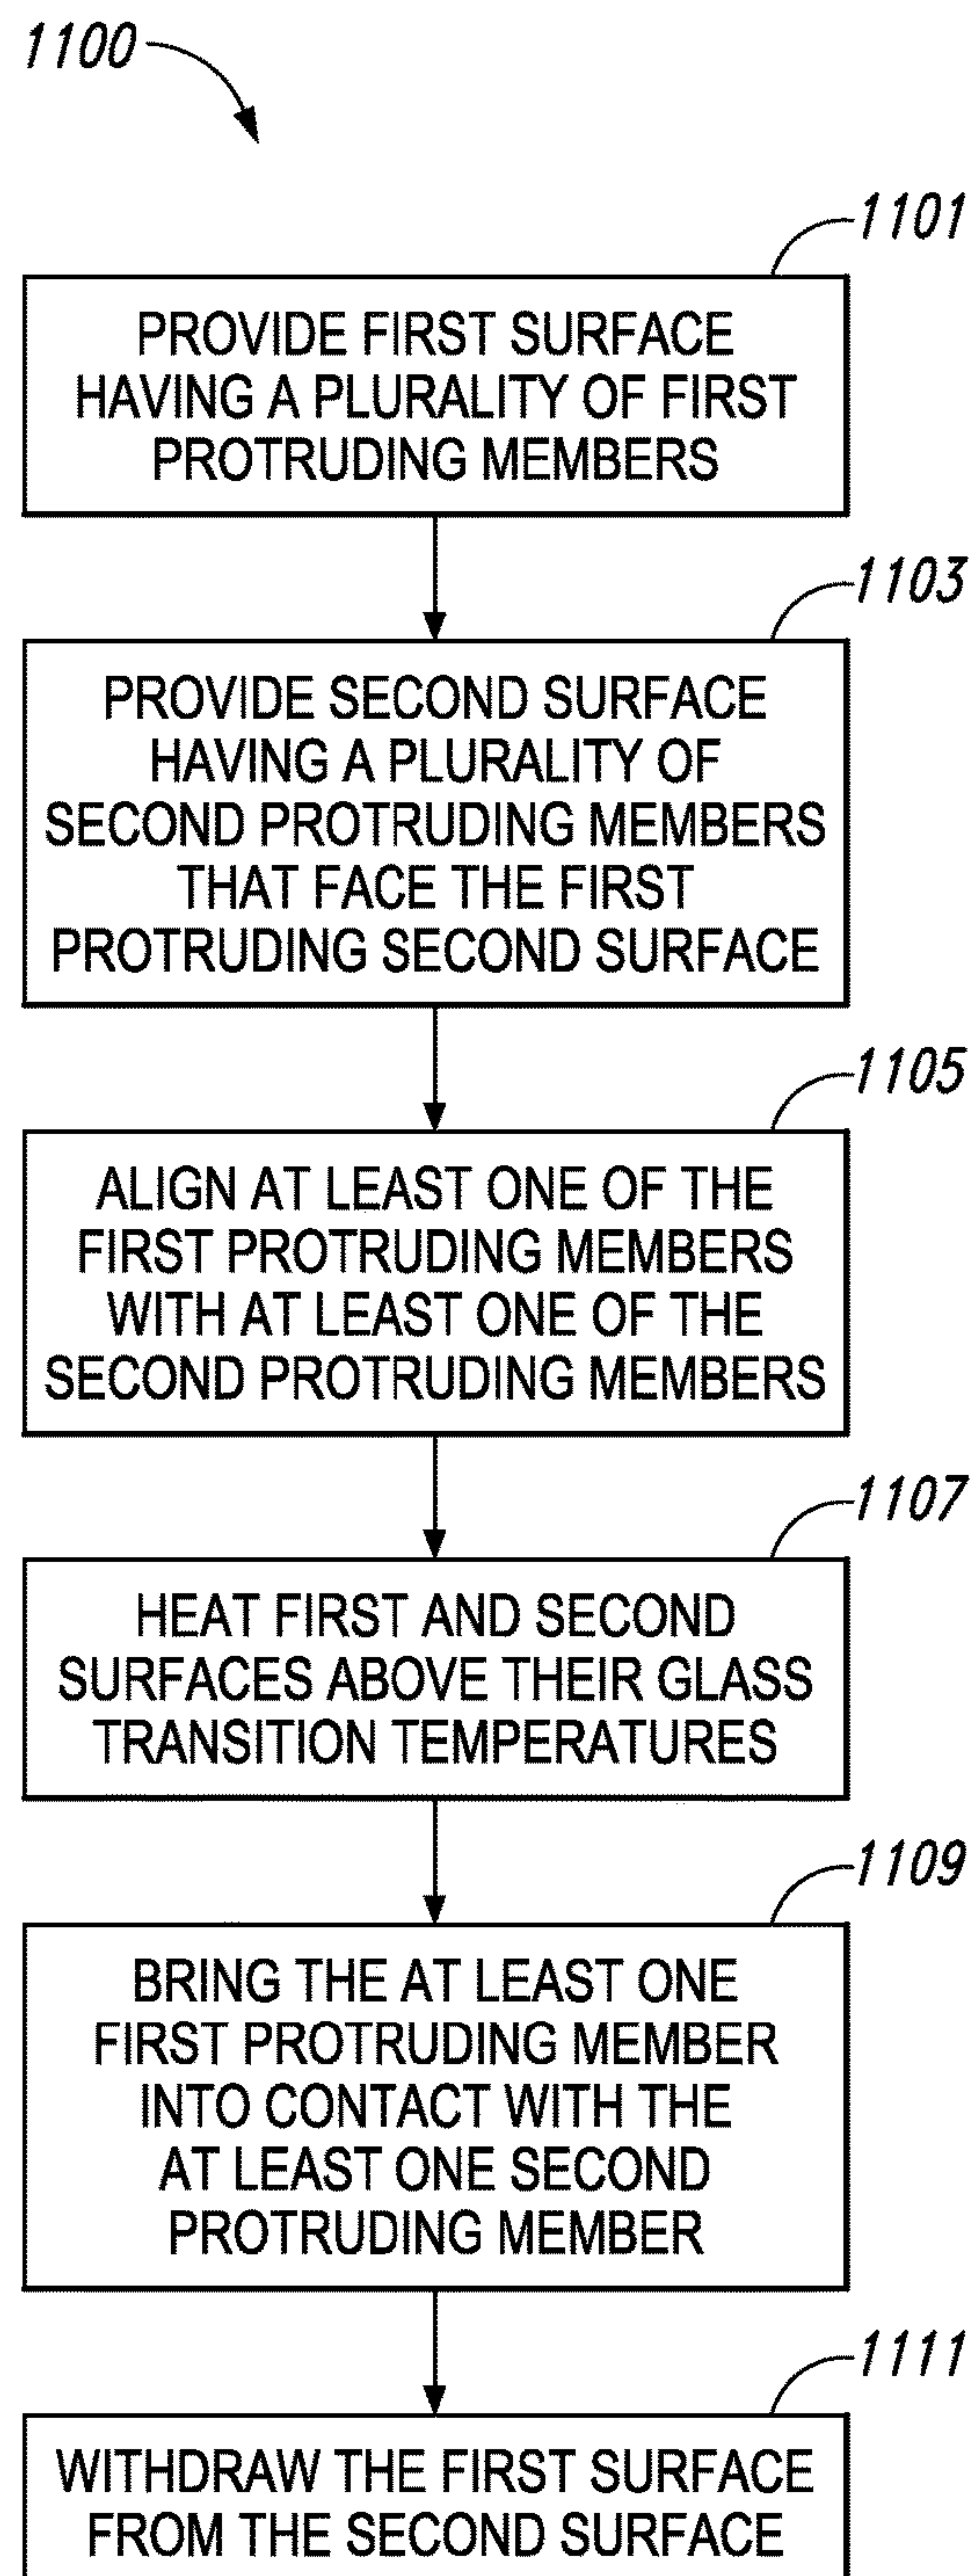 1100
1101
PROVIDE FIRST SURFACE
HAVING A PLURALITY OF FIRST
PROTRUDING MEMBERS
1103
PROVIDE SECOND SURFACE
HAVING A PLURALITY OF
SECOND PROTRUDING MEMBERS
THAT FACE THE FIRST
PROTRUDING SECOND SURFACE
1105
ALIGN AT LEAST ONE OF THE
FIRST PROTRUDING MEMBERS
WITH AT LEAST ONE OF THE
SECOND PROTRUDING MEMBERS
1107
HEAT FIRST AND SECOND
SURFACES ABOVE THEIR GLASS
TRANSITION TEMPERATURES
1109
BRING THE AT LEAST ONE
FIRST PROTRUDING MEMBER
INTO CONTACT WITH THE
AT LEAST ONE SECOND
PROTRUDING MEMBER
1111
WITHDRAW THE FIRST SURFACE
FROM THE SECOND SURFACE